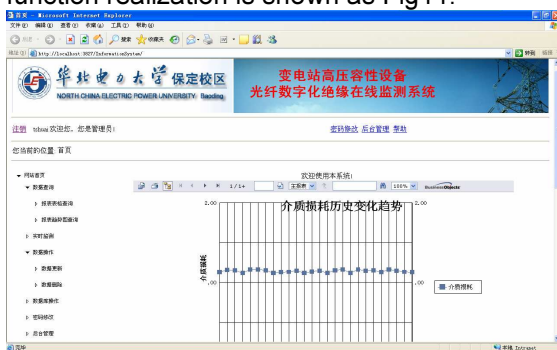 function realization is shown as Fig11.
首页 - Microsoft Internet Explorer
文件(F) 编辑(E) 查看(V) 收藏(A) 工具(T) 帮助(H)
后退 搜索 收藏夹
地址(D) http://localhost:3027/InformationSystem/ 转到 链接
华北电力大学 保定校区
NORTH CHINA ELECTRIC POWER UNIVERSITY Baoding
变电站高压容性设备
光纤数字化绝缘在线监测系统
注销 tshuai 欢迎您，您是管理员! 密码修改 后台管理 帮助
您当前的位置 首页
网站首页
欢迎使用本系统!
数据查询
1/1+ 主报表 100% BusinessObjects
报表表格查询
报表趋势图查询
实时监测
数据操作
数据更新
数据删除
数据库操作
密码修改
后台管理
介质损耗历史变化趋势
2.00 2.00
介质损耗
.00 .00
介质损耗
完毕 本地 Intranet